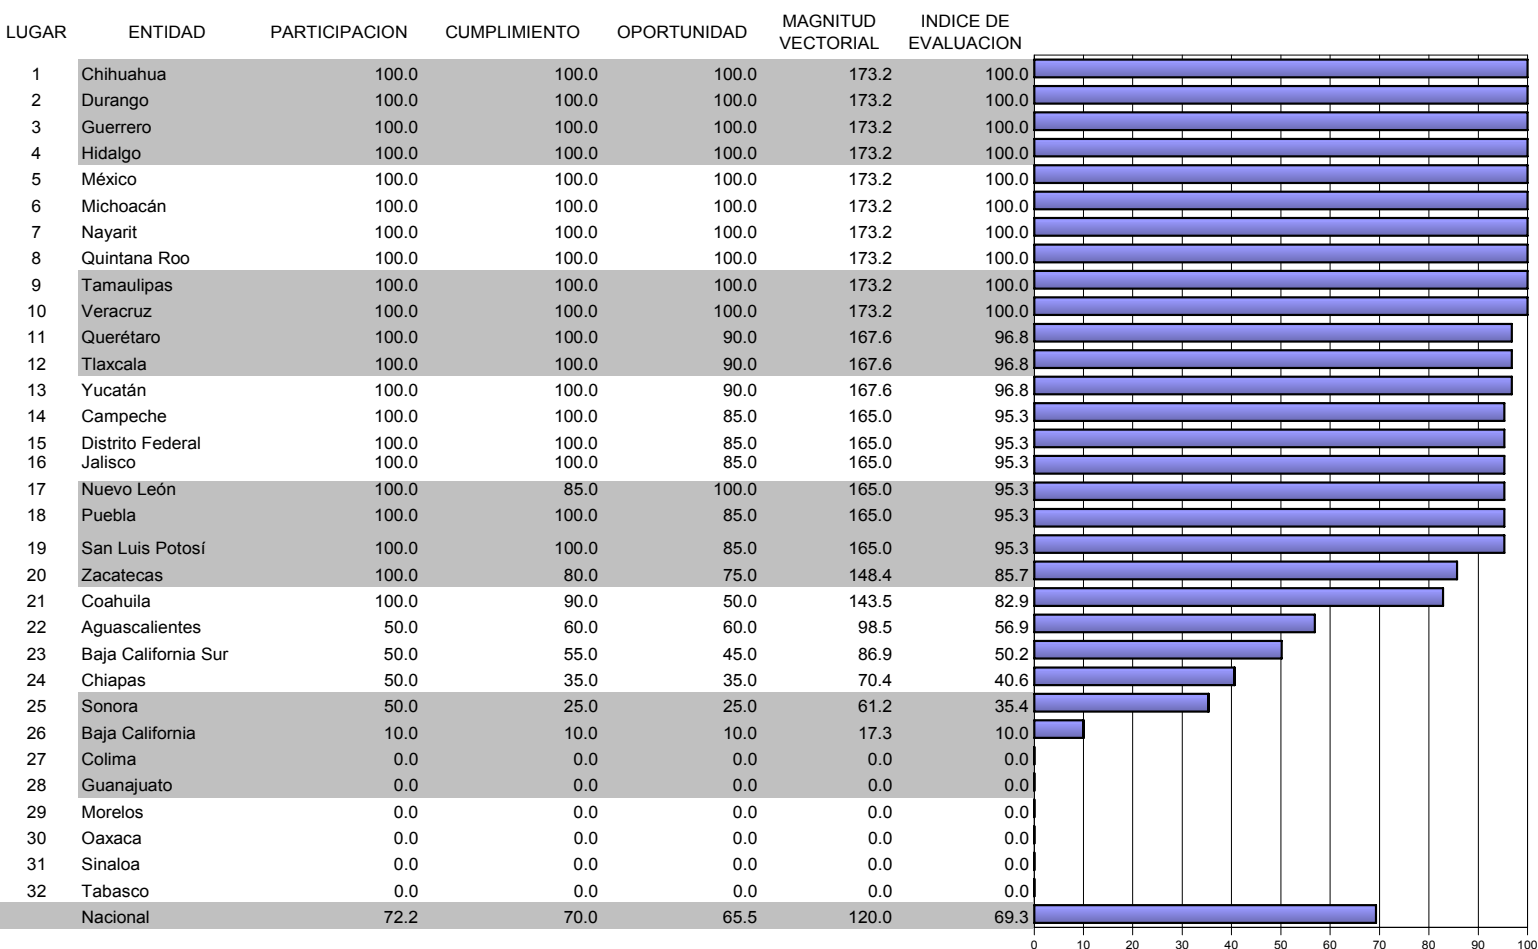 LUGAR ENTIDAD PARTICIPACION CUMPLIMIENTO OPORTUNIDAD MAGNITUD VECTORIAL INDICE DE EVALUACION
1 Chihuahua 100.0 100.0 100.0 173.2 100.0
2 Durango 100.0 100.0 100.0 173.2 100.0
3 Guerrero 100.0 100.0 100.0 173.2 100.0
4 Hidalgo 100.0 100.0 100.0 173.2 100.0
5 México 100.0 100.0 100.0 173.2 100.0
6 Michoacán 100.0 100.0 100.0 173.2 100.0
7 Nayarit 100.0 100.0 100.0 173.2 100.0
8 Quintana Roo 100.0 100.0 100.0 173.2 100.0
9 Tamaulipas 100.0 100.0 100.0 173.2 100.0
10 Veracruz 100.0 100.0 100.0 173.2 100.0
11 Querétaro 100.0 100.0 90.0 167.6 96.8
12 Tlaxcala 100.0 100.0 90.0 167.6 96.8
13 Yucatán 100.0 100.0 90.0 167.6 96.8
14 Campeche 100.0 100.0 85.0 165.0 95.3
15 Distrito Federal 100.0 100.0 85.0 165.0 95.3
16 Jalisco 100.0 100.0 85.0 165.0 95.3
17 Nuevo León 100.0 85.0 100.0 165.0 95.3
18 Puebla 100.0 100.0 85.0 165.0 95.3
19 San Luis Potosí 100.0 100.0 85.0 165.0 95.3
20 Zacatecas 100.0 80.0 75.0 148.4 85.7
21 Coahuila 100.0 90.0 50.0 143.5 82.9
22 Aguascalientes 50.0 60.0 60.0 98.5 56.9
23 Baja California Sur 50.0 55.0 45.0 86.9 50.2
24 Chiapas 50.0 35.0 35.0 70.4 40.6
25 Sonora 50.0 25.0 25.0 61.2 35.4
26 Baja California 10.0 10.0 10.0 17.3 10.0
27 Colima 0.0 0.0 0.0 0.0 0.0
28 Guanajuato 0.0 0.0 0.0 0.0 0.0
29 Morelos 0.0 0.0 0.0 0.0 0.0
30 Oaxaca 0.0 0.0 0.0 0.0 0.0
31 Sinaloa 0.0 0.0 0.0 0.0 0.0
32 Tabasco 0.0 0.0 0.0 0.0 0.0
Nacional 72.2 70.0 65.5 120.0 69.3
0 10 20 30 40 50 60 70 80 90 100